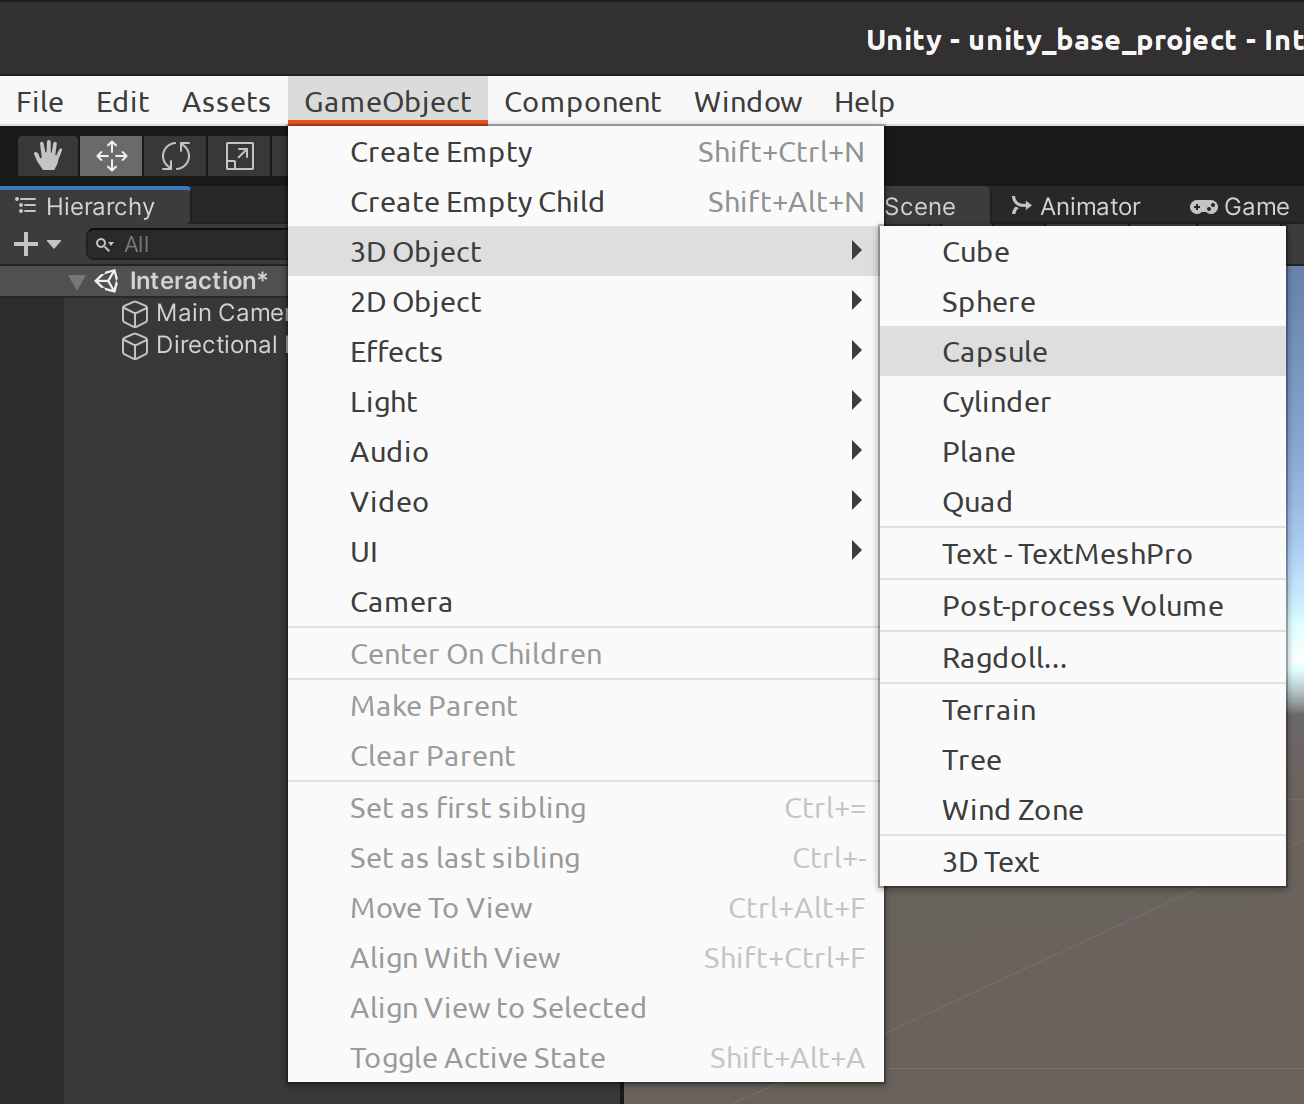 Unity - unity_base_project - Int
File Edit Assets GameObject Component Window Help
Hierarchy
All
Interaction*
Main Camer
Directional
Create Empty Shift+Ctrl+N
Create Empty Child Shift+Alt+N
3D Object
2D Object
Effects
Light
Audio
Video
UI
Camera
Center On Children
Make Parent
Clear Parent
Set as first sibling Ctrl+=
Set as last sibling Ctrl+-
Move To View Ctrl+Alt+F
Align With View Shift+Ctrl+F
Align View to Selected
Toggle Active State Shift+Alt+A
Scene Animator Game
Cube
Sphere
Capsule
Cylinder
Plane
Quad
Text - TextMeshPro
Post-process Volume
Ragdoll...
Terrain
Tree
Wind Zone
3D Text